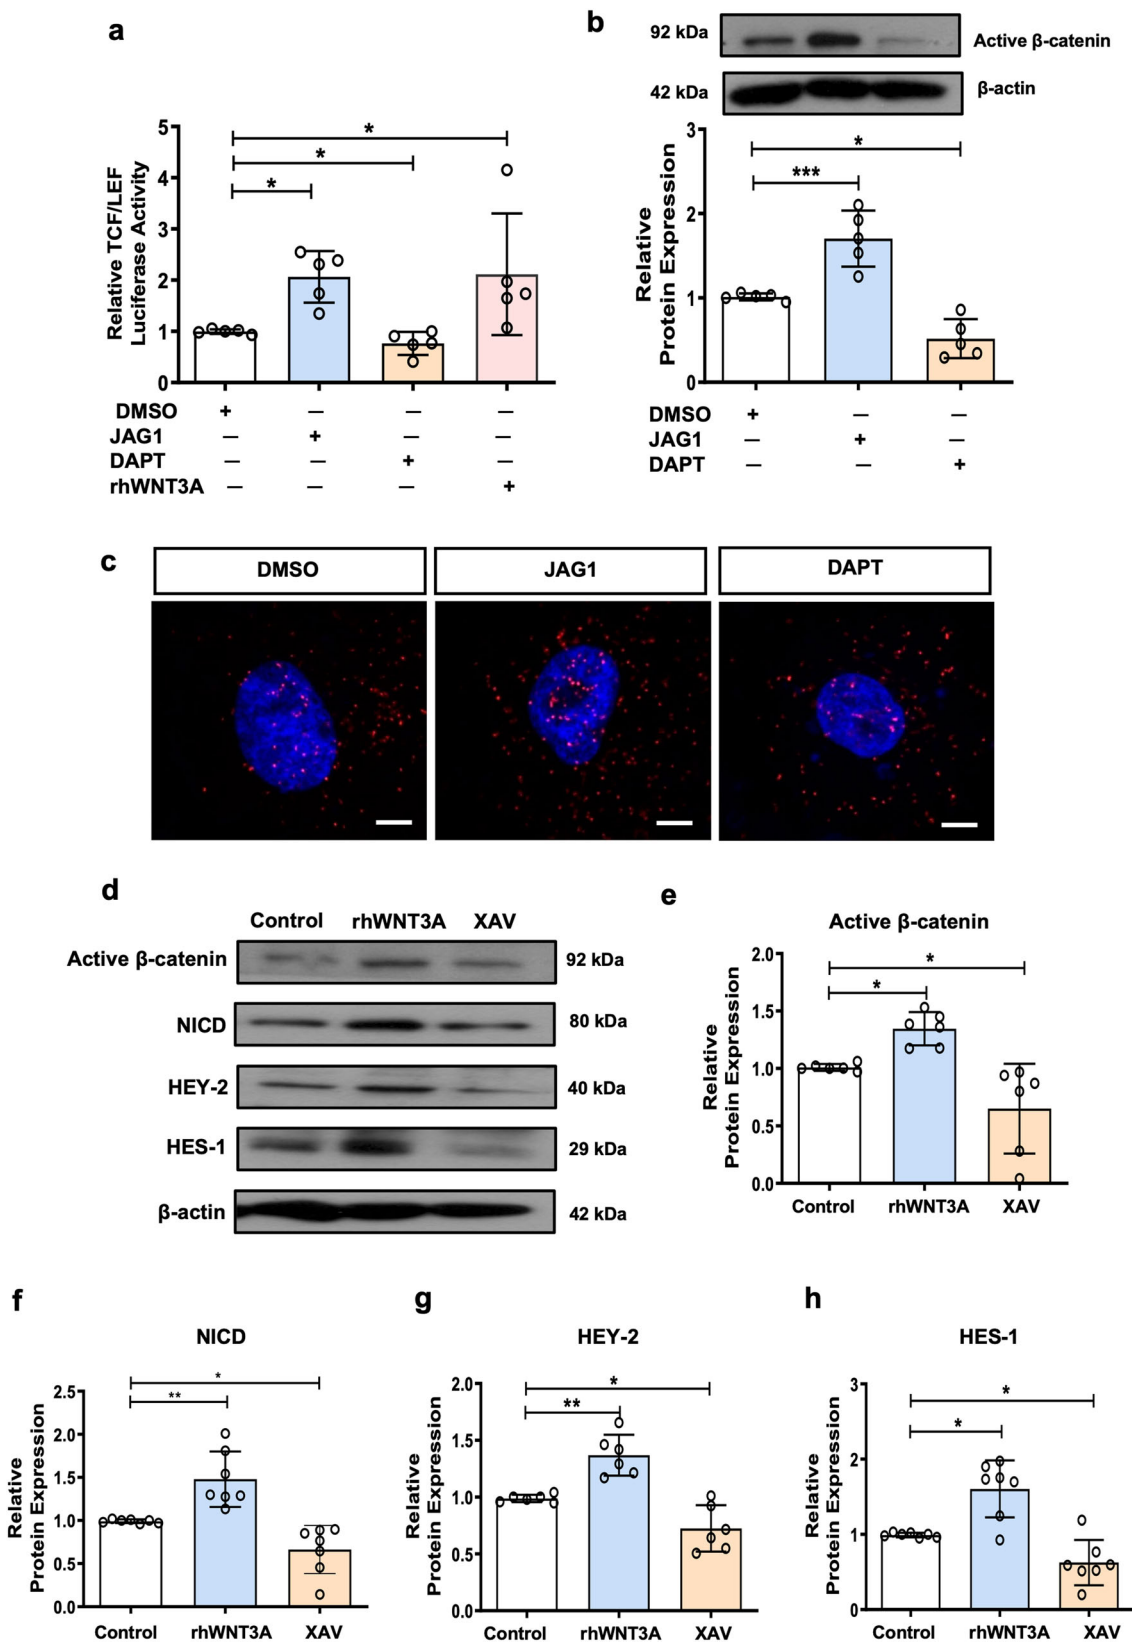 a
Relative TCF/LEF
Luciferase Activity
5
4
3
2
1
0
*
*
*
DMSO + — — —
JAG1 — + — —
DAPT — — + —
rhWNT3A — — — +
b
92 kDa Active β-catenin
42 kDa β-actin
Relative
Protein Expression
3
2
1
0
*
***
DMSO + — —
JAG1 — + —
DAPT — — +
c
DMSO JAG1 DAPT
d
Control rhWNT3A XAV
Active β-catenin 92 kDa
NICD 80 kDa
HEY-2 40 kDa
HES-1 29 kDa
β-actin 42 kDa
e
Active β-catenin
Relative
Protein Expression
2.0
1.5
1.0
0.5
0.0
*
*
Control rhWNT3A XAV
f
NICD
Relative
Protein Expression
2.5
2.0
1.5
1.0
0.5
0.0
*
**
Control rhWNT3A XAV
g
HEY-2
Relative
Protein Expression
2.0
1.5
1.0
0.5
0.0
*
**
Control rhWNT3A XAV
h
HES-1
Relative
Protein Expression
3
2
1
0
*
*
Control rhWNT3A XAV